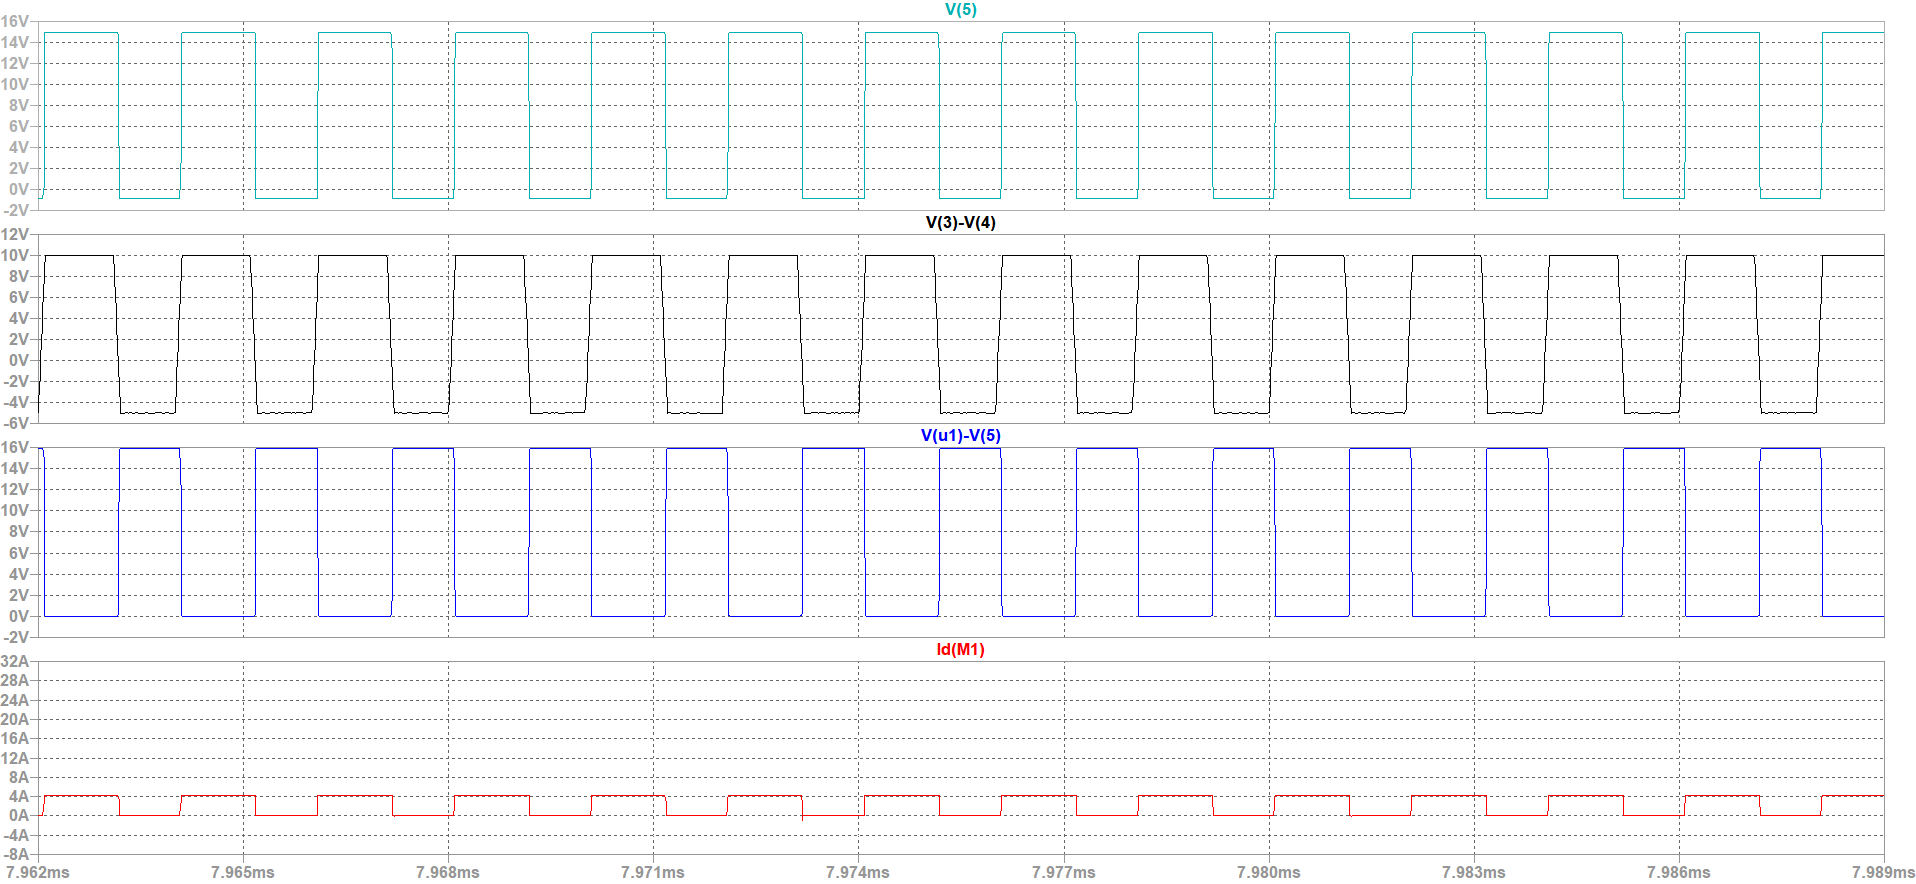 V(5)
16V
14V
12V
10V
8V
6V
4V
2V
0V
-2V
V(3)-V(4)
12V
10V
8V
6V
4V
2V
0V
-2V
-4V
-6V
V(u1)-V(5)
16V
14V
12V
10V
8V
6V
4V
2V
0V
-2V
Id(M1)
32A
28A
24A
20A
16A
12A
8A
4A
0A
-4A
-8A
7.962ms 7.965ms 7.968ms 7.971ms 7.974ms 7.977ms 7.980ms 7.983ms 7.986ms 7.989ms